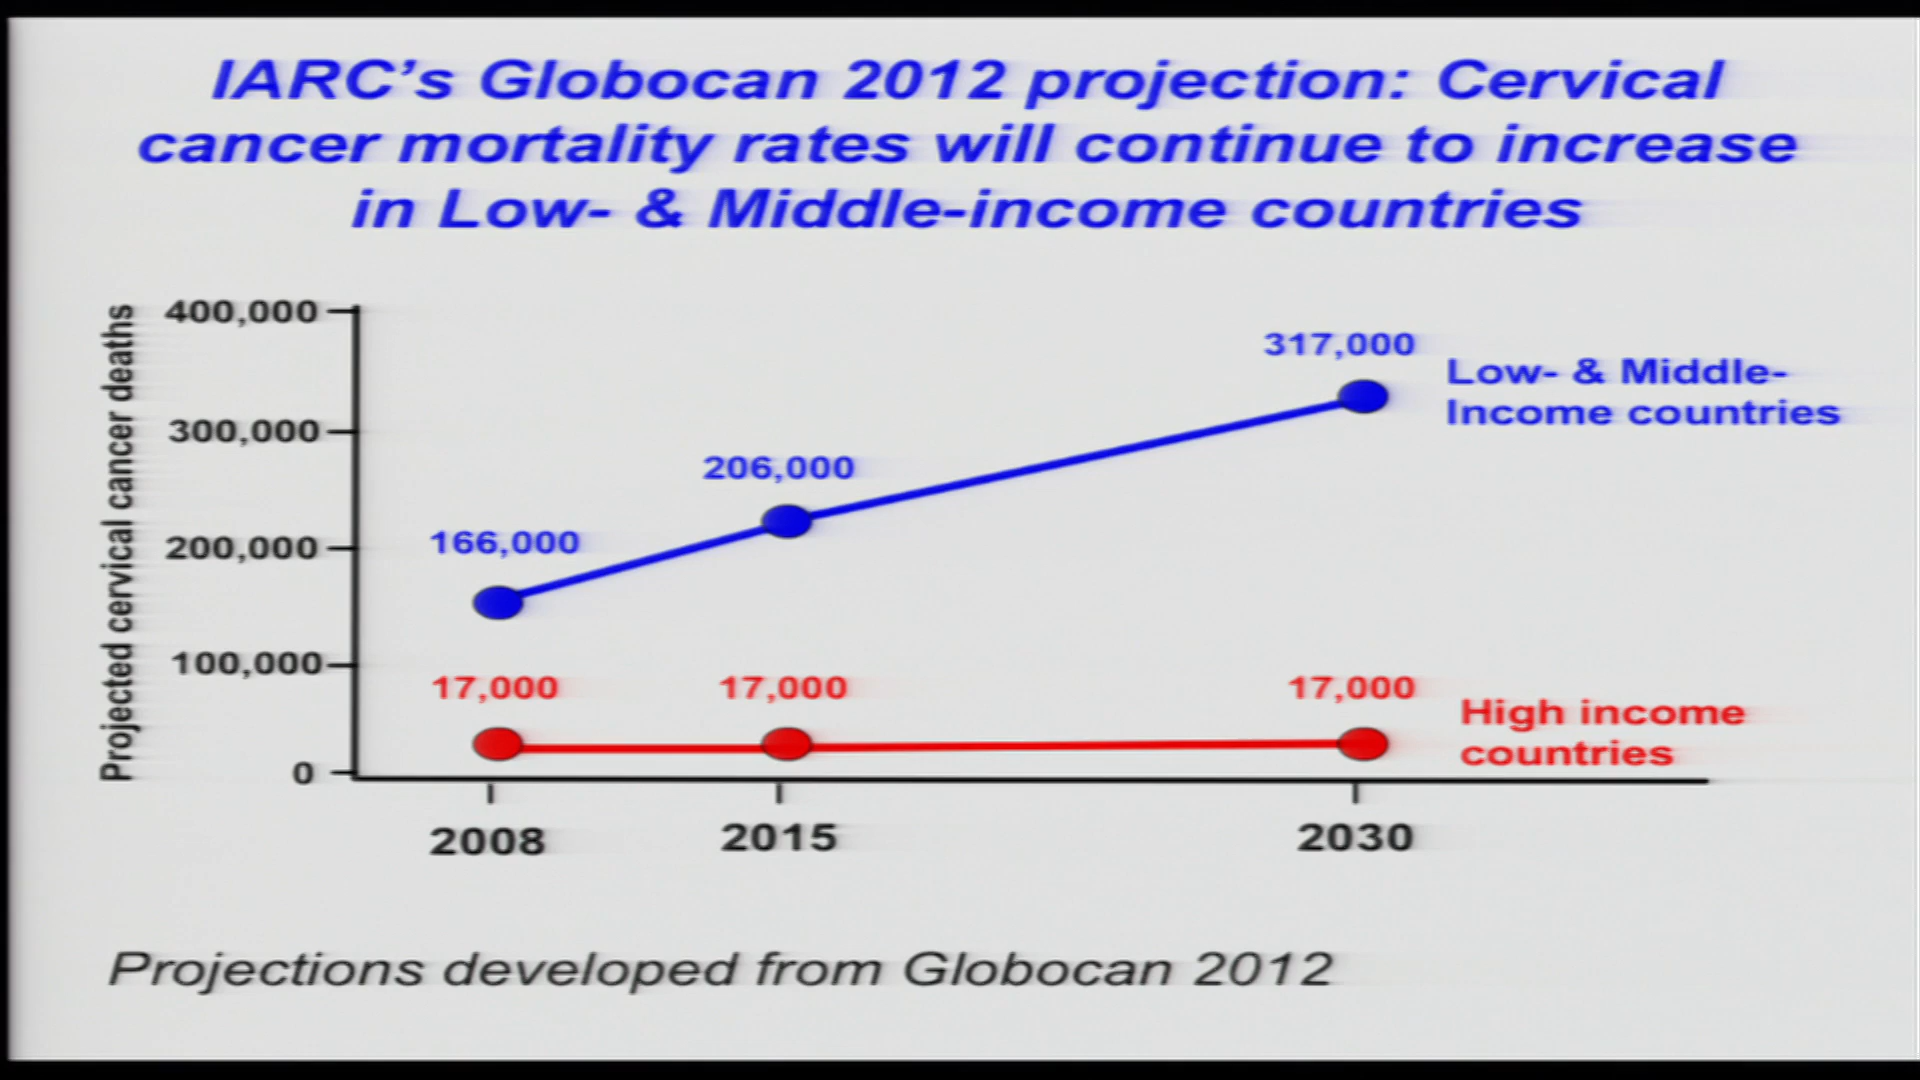 IARC's Globocan 2012 projection: Cervical
cancer mortality rates will continue to increase
in Low- & Middle-income countries
Projected cervical cancer deaths
400,000
300,000
200,000
100,000
0
166,000
206,000
317,000
Low- & Middle-
Income countries
17,000
17,000
17,000
High income
countries
2008
2015
2030
Projections developed from Globocan 2012